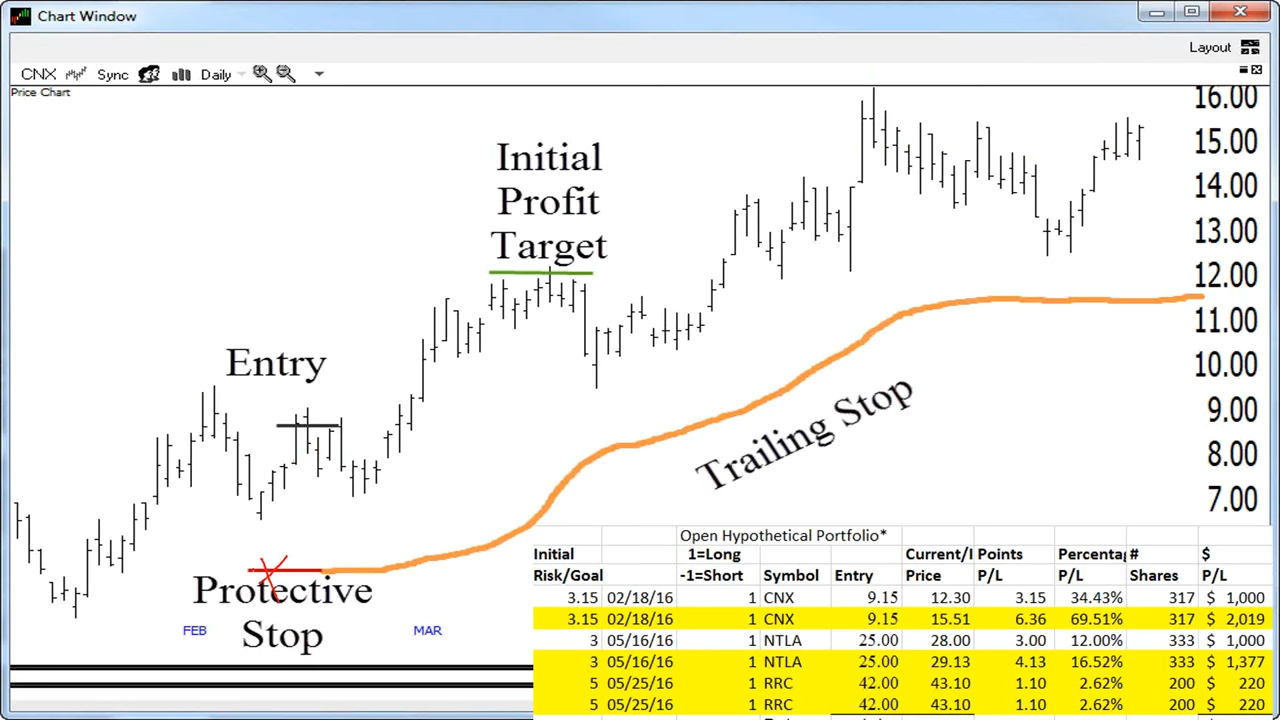 Chart Window
Layout
CNX Sync Daily
Price Chart
16.00
15.00
14.00
13.00
12.00
11.00
10.00
9.00
8.00
7.00
Initial
Profit
Target
Entry
Trailing Stop
Protective
Stop
FEB MAR
Open Hypothetical Portfolio*
Initial 1=Long Current/I Points Percentag # $
Risk/Goal -1=Short Symbol Entry Price P/L P/L Shares P/L
3.15 02/18/16 1 CNX 9.15 12.30 3.15 34.43% 317 $ 1,000
3.15 02/18/16 1 CNX 9.15 15.51 6.36 69.51% 317 $ 2,019
3 05/16/16 1 NTLA 25.00 28.00 3.00 12.00% 333 $ 1,000
3 05/16/16 1 NTLA 25.00 29.13 4.13 16.52% 333 $ 1,377
5 05/25/16 1 RRC 42.00 43.10 1.10 2.62% 200 $ 220
5 05/25/16 1 RRC 42.00 43.10 1.10 2.62% 200 $ 220